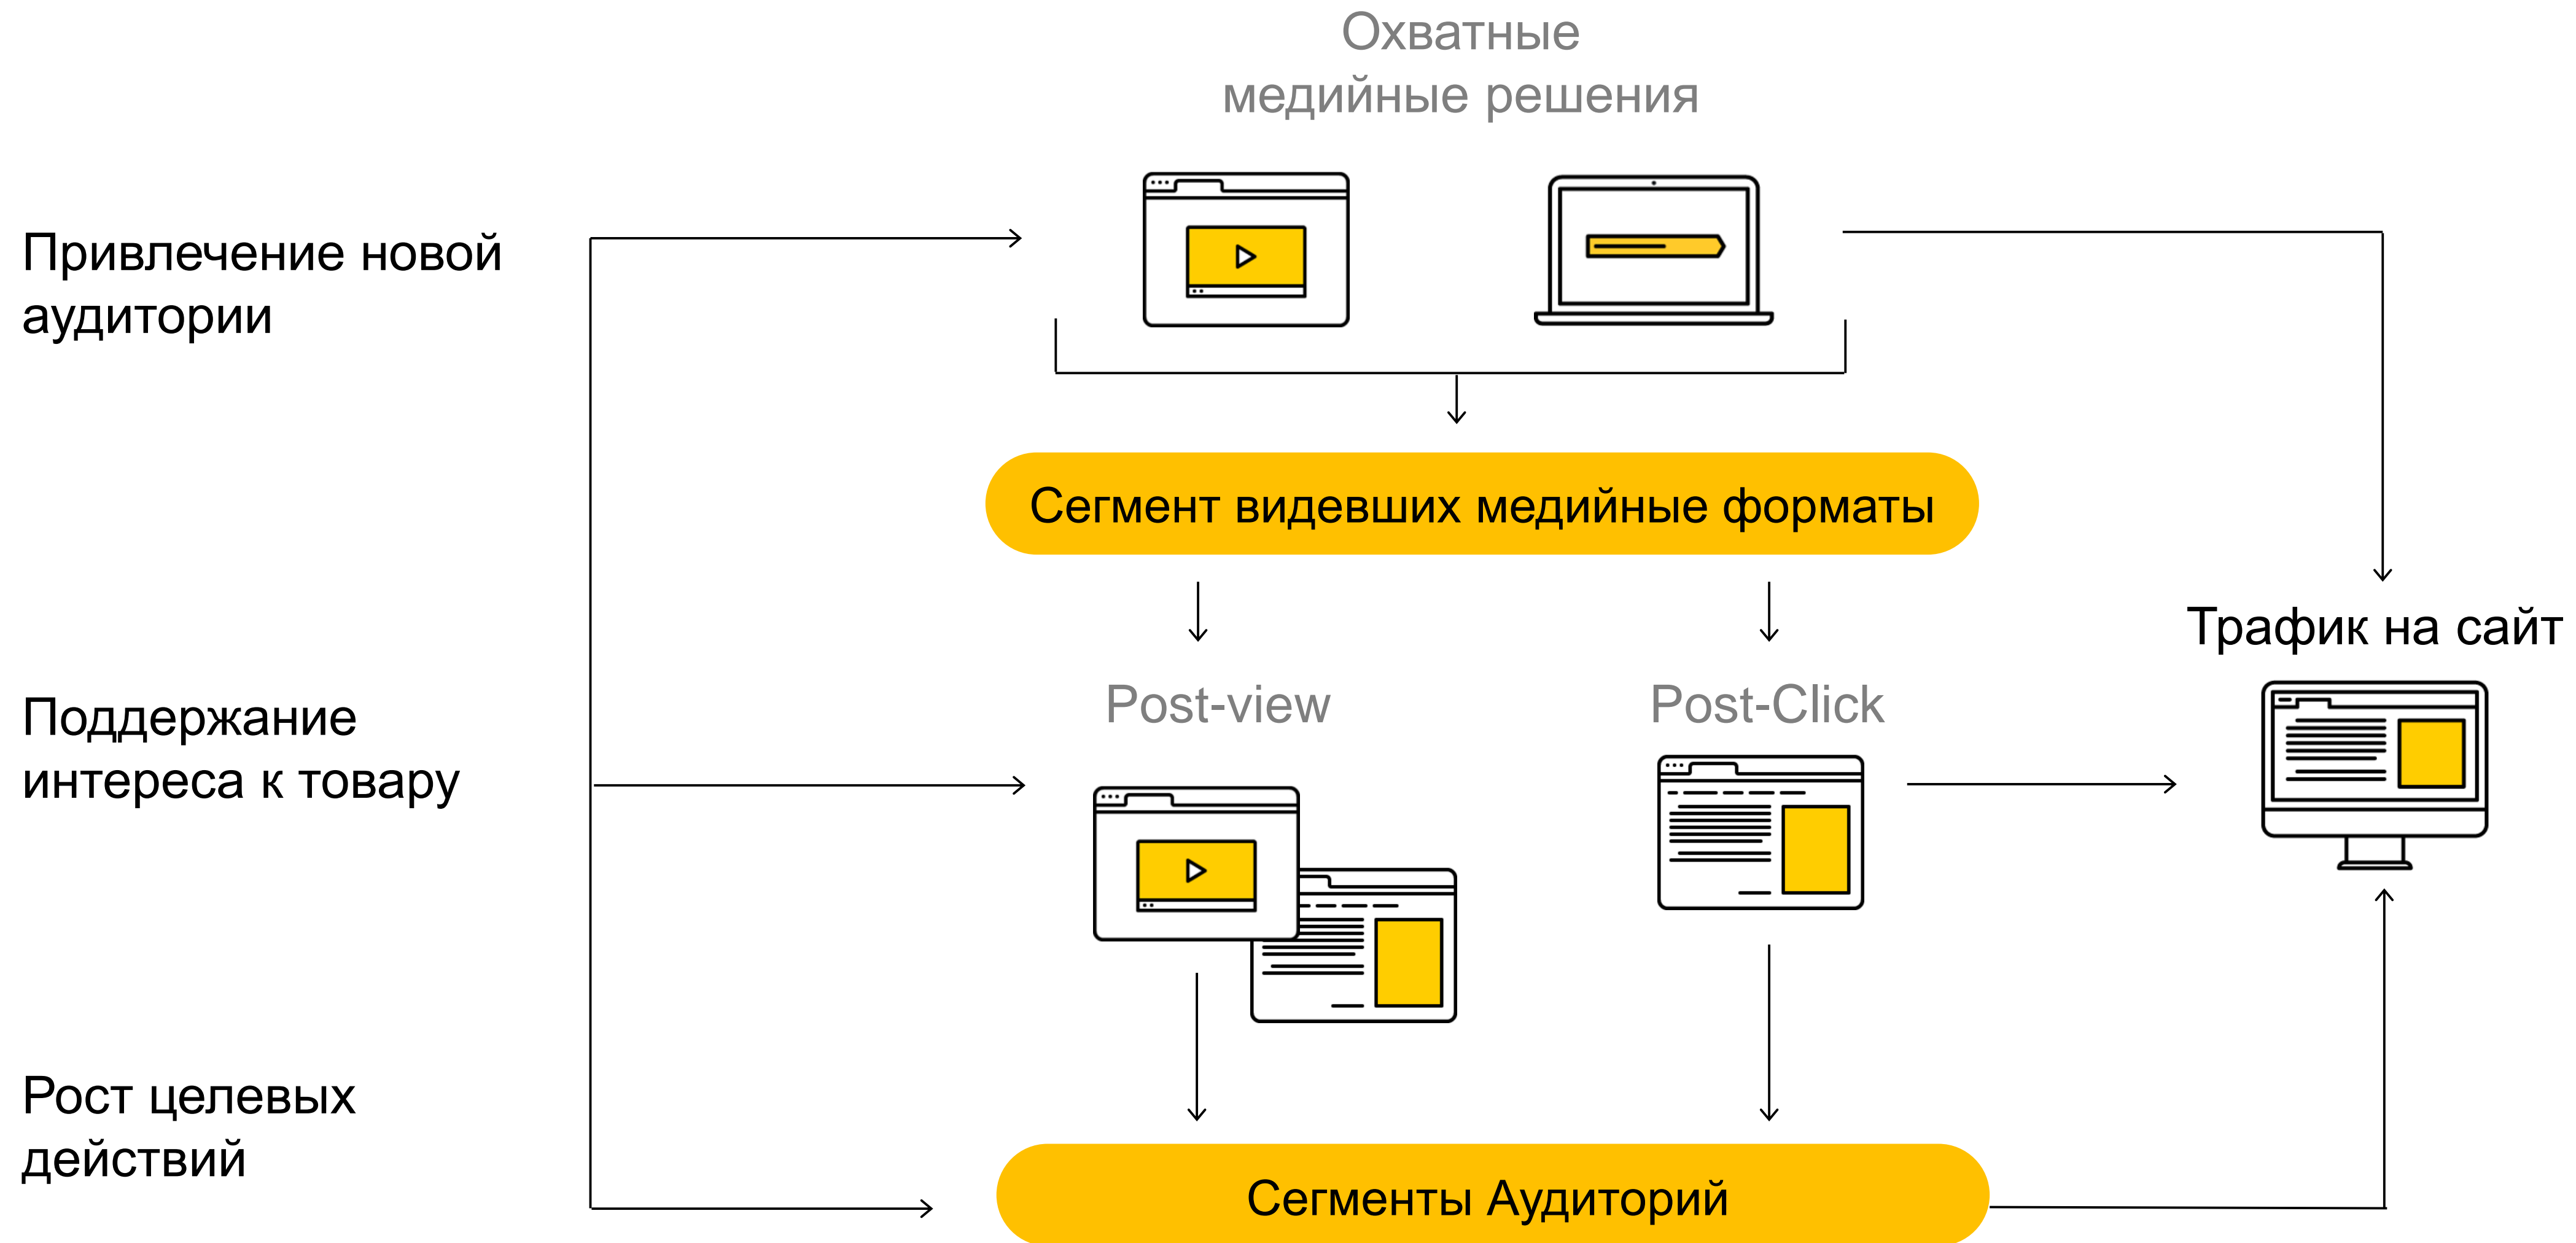 Охватные
медийные решения
Привлечение новой
аудитории
Сегмент видевших медийные форматы
Трафик на сайт
Post-view
Post-Click
Поддержание
интереса к товару
Рост целевых
действий
Сегменты Аудиторий